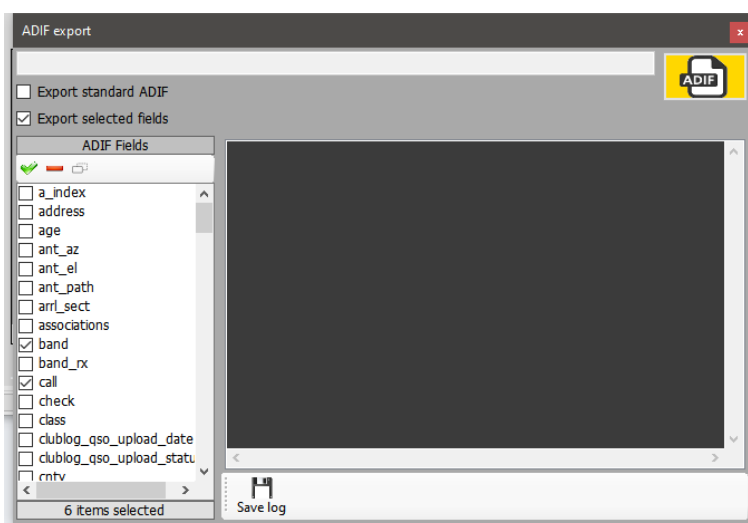 ADIF export
x
ADIF
Export standard ADIF
Export selected fields
ADIF Fields
a_index
address
age
ant_az
ant_el
ant_path
arrl_sect
associations
band
band_rx
call
check
class
clublog_qso_upload_date
clublog_qso_upload_statu
cnty
6 items selected
Save log